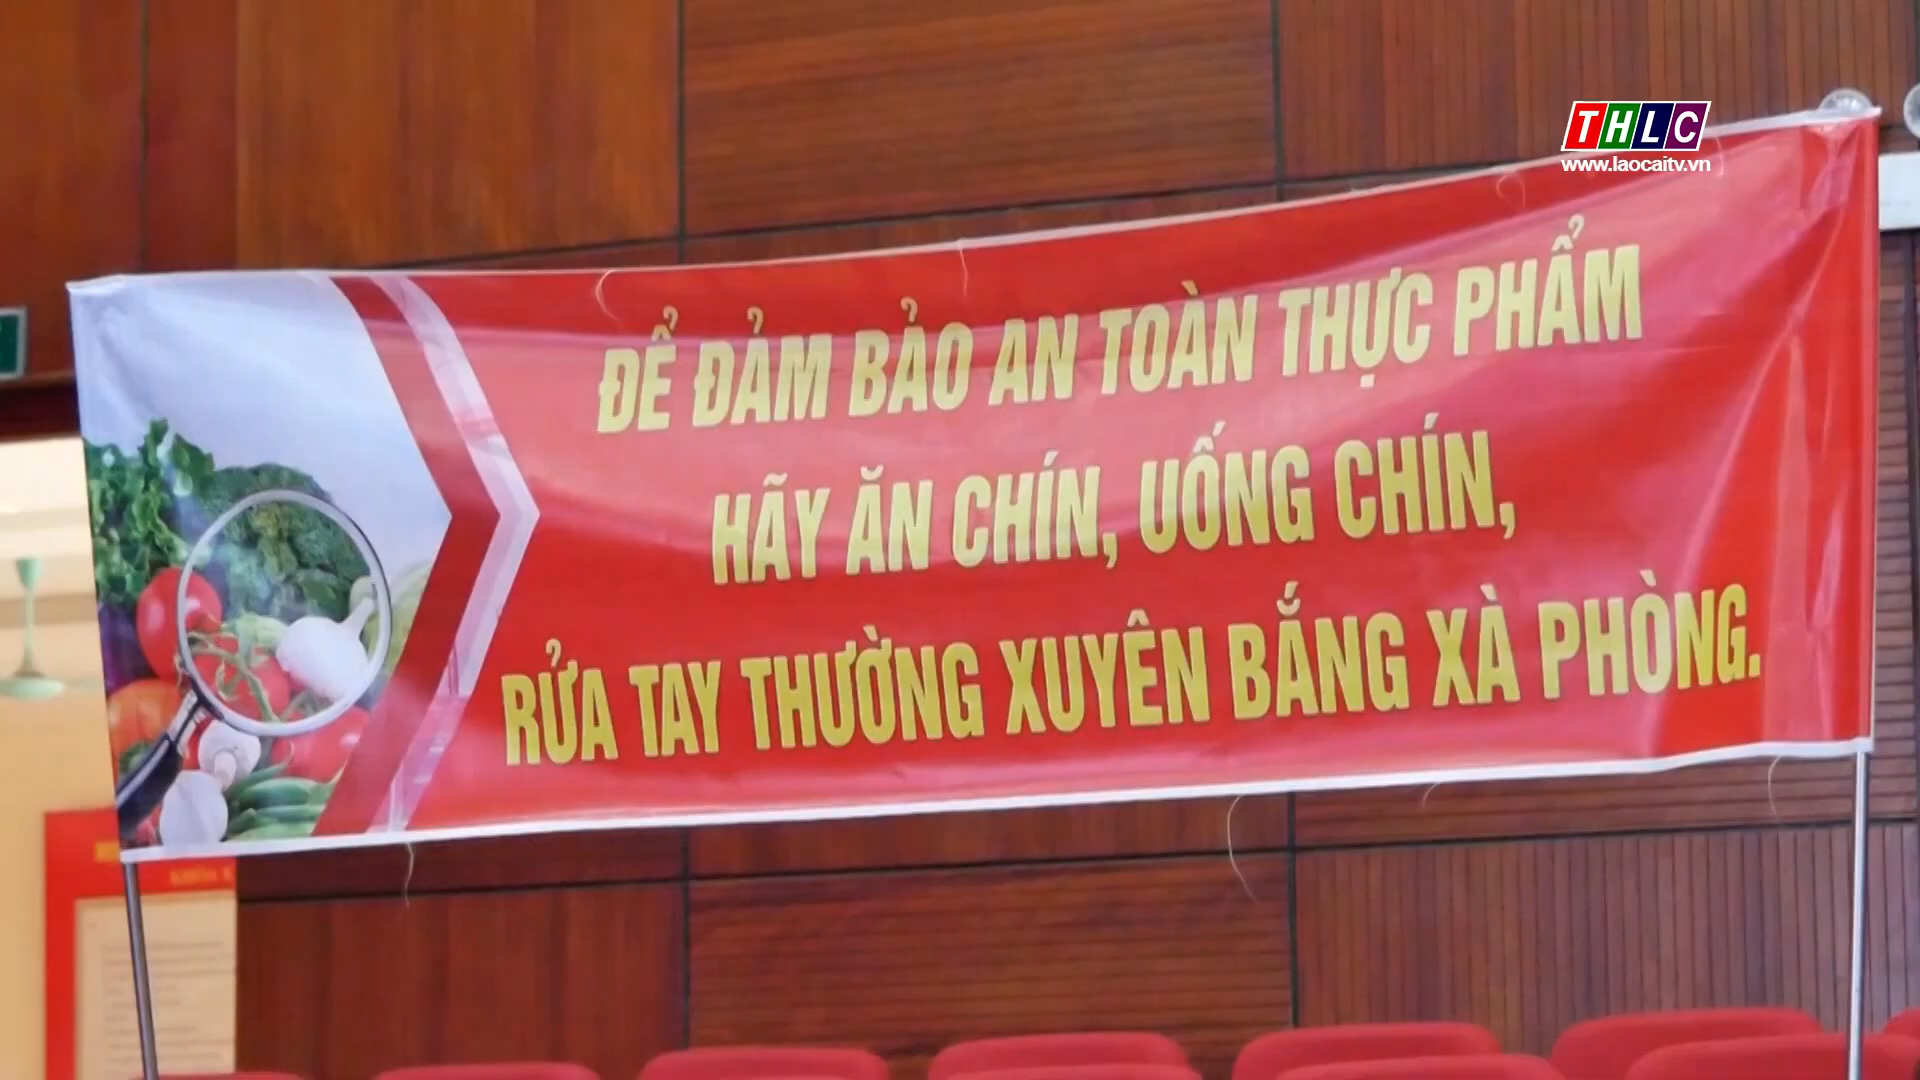 THLC
www.laocaitv.vn
ĐỂ ĐẢM BẢO AN TOÀN THỰC PHẨM
HÃY ĂN CHÍN, UỐNG CHÍN,
RỬA TAY THƯỜNG XUYÊN BẮNG XÀ PHÒNG.